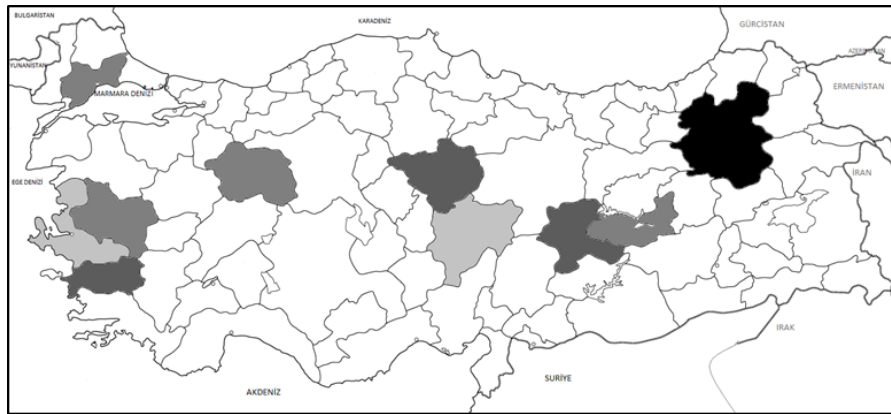 BULGARİSTAN
KARADENİZ
GÜRCİSTAN
YUNANİSTAN
AZERBAYCAN
MARMARA DENİZİ
ERMENİSTAN
İRAN
EGE DENİZİ
IRAK
SURİYE
AKDENİZ